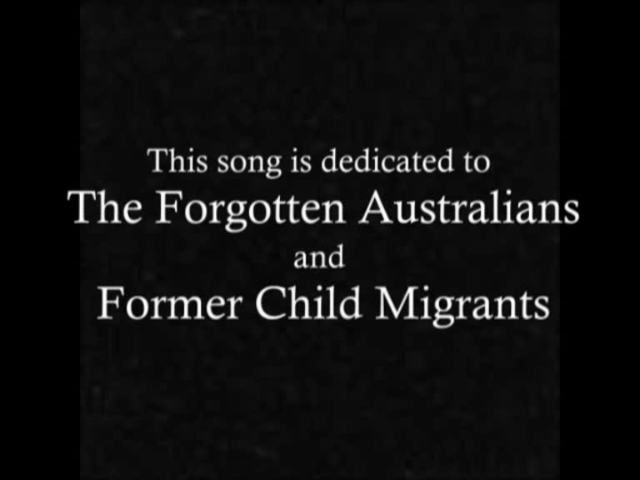 This song is dedicated to
The Forgotten Australians
and
Former Child Migrants